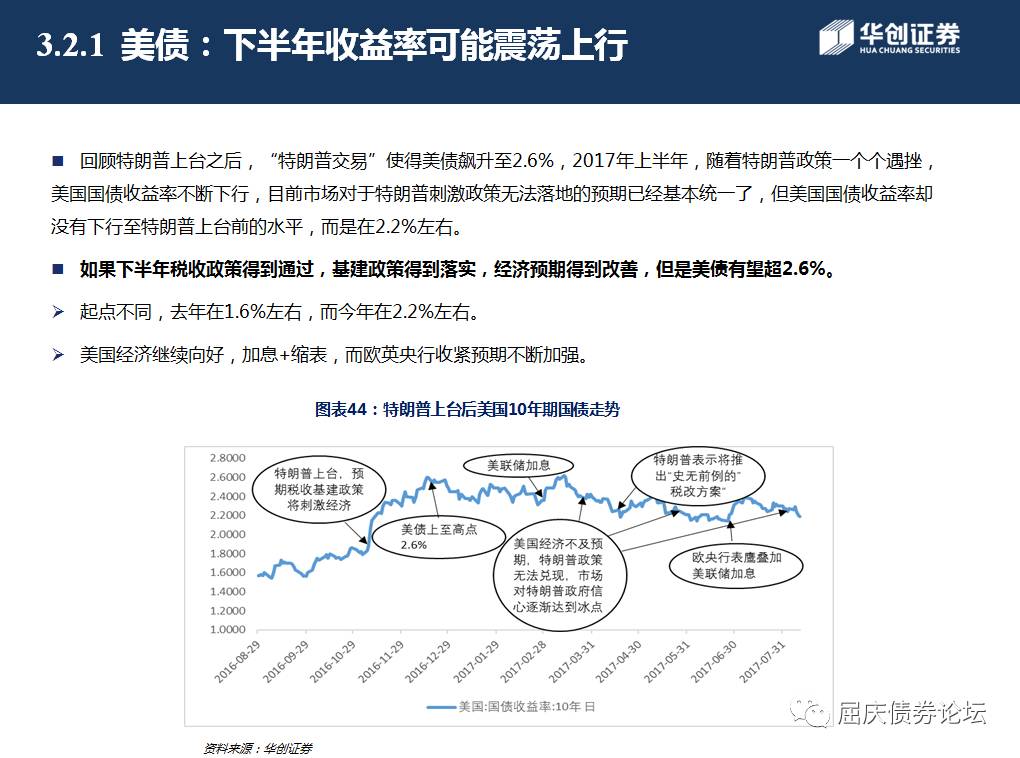 3.2.1 美债：下半年收益率可能震荡上行
华创证券
HUA CHUANG SECURITIES
■ 回顾特朗普上台之后，“特朗普交易”使得美债飙升至2.6%，2017年上半年，随着特朗普政策一个个遇挫，
美国国债收益率不断下行，目前市场对于特朗普刺激政策无法落地的预期已经基本统一了，但美国国债收益率却
没有下行至特朗普上台前的水平，而是在2.2%左右。
■ 如果下半年税收政策得到通过，基建政策得到落实，经济预期得到改善，但是美债有望超2.6%。
➢ 起点不同，去年在1.6%左右，而今年在2.2%左右。
➢ 美国经济继续向好，加息+缩表，而欧英央行收紧预期不断加强。
图表44：特朗普上台后美国10年期国债走势
2.8000
2.6000
2.4000
2.2000
2.0000
1.8000
1.6000
1.4000
1.2000
1.0000
特朗普上台，预
期税收基建政策
将刺激经济
美债上至高点
2.6%
美联储加息
美国经济不及预
期，特朗普政策
无法兑现，市场
对特朗普政府信
心逐渐达到冰点
特朗普表示将推
出“史无前例的”
税改方案“
欧央行表鹰叠加
美联储加息
2016-08-29
2016-09-29
2016-10-29
2016-11-29
2016-12-29
2017-01-29
2017-02-28
2017-03-31
2017-04-30
2017-05-31
2017-06-30
2017-07-31
美国:国债收益率:10年 日
屈庆债券论坛
资料来源：华创证券